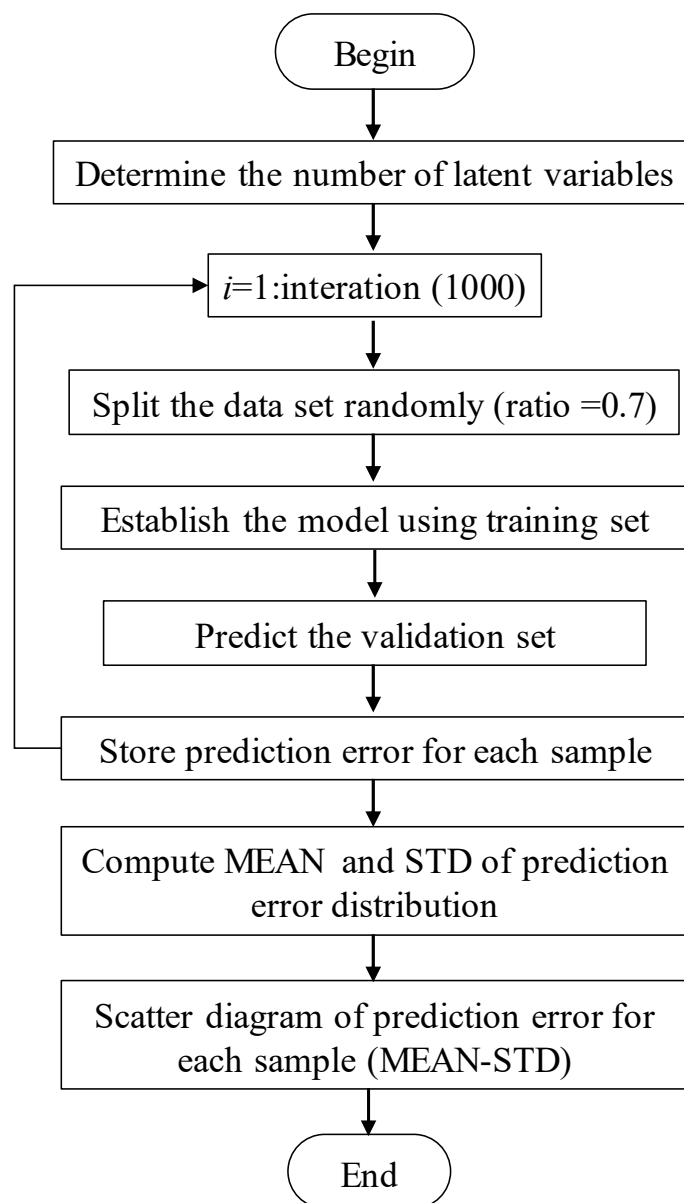 Begin
Determine the number of latent variables
i=1:interation (1000)
Split the data set randomly (ratio =0.7)
Establish the model using training set
Predict the validation set
Store prediction error for each sample
Compute MEAN and STD of prediction
error distribution
Scatter diagram of prediction error for
each sample (MEAN-STD)
End